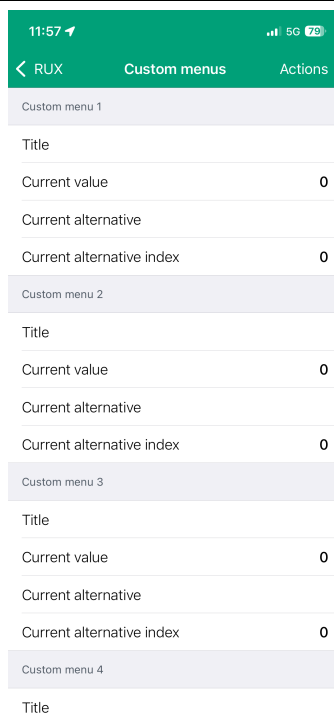 11:57 5G 79
RUX Custom menus Actions
Custom menu 1
Title
Current value 0
Current alternative
Current alternative index 0
Custom menu 2
Title
Current value 0
Current alternative
Current alternative index 0
Custom menu 3
Title
Current value 0
Current alternative
Current alternative index 0
Custom menu 4
Title